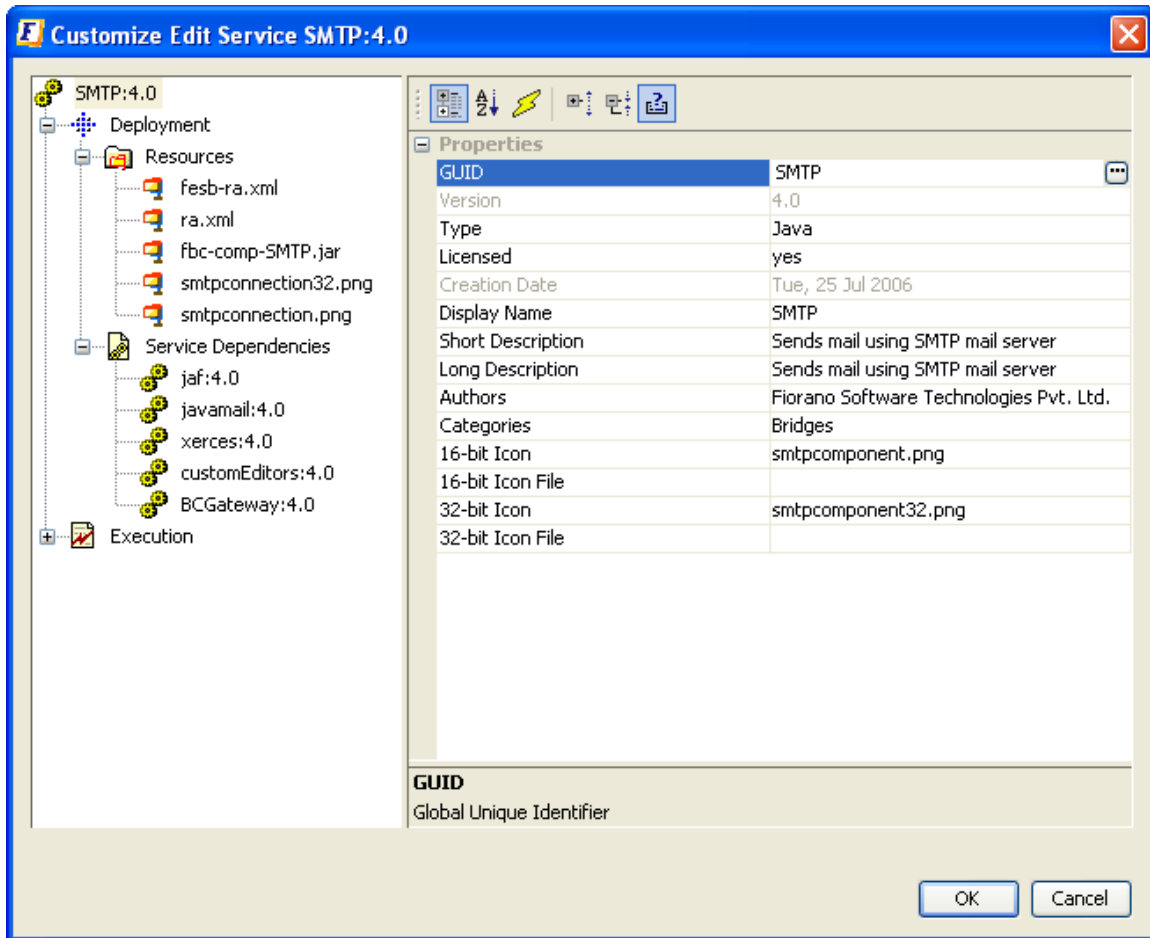 Customize Edit Service SMTP:4.0
SMTP:4.0
Deployment
Resources
fesb-ra.xml
ra.xml
fbc-comp-SMTP.jar
smtpconnection32.png
smtpconnection.png
Service Dependencies
jaf:4.0
javamail:4.0
xerces:4.0
customEditors:4.0
BCGateway:4.0
Execution
Properties
GUID SMTP
Version 4.0
Type Java
Licensed yes
Creation Date Tue, 25 Jul 2006
Display Name SMTP
Short Description Sends mail using SMTP mail server
Long Description Sends mail using SMTP mail server
Authors Fiorano Software Technologies Pvt. Ltd.
Categories Bridges
16-bit Icon smtpcomponent.png
16-bit Icon File
32-bit Icon smtpcomponent32.png
32-bit Icon File
GUID
Global Unique Identifier
OK Cancel